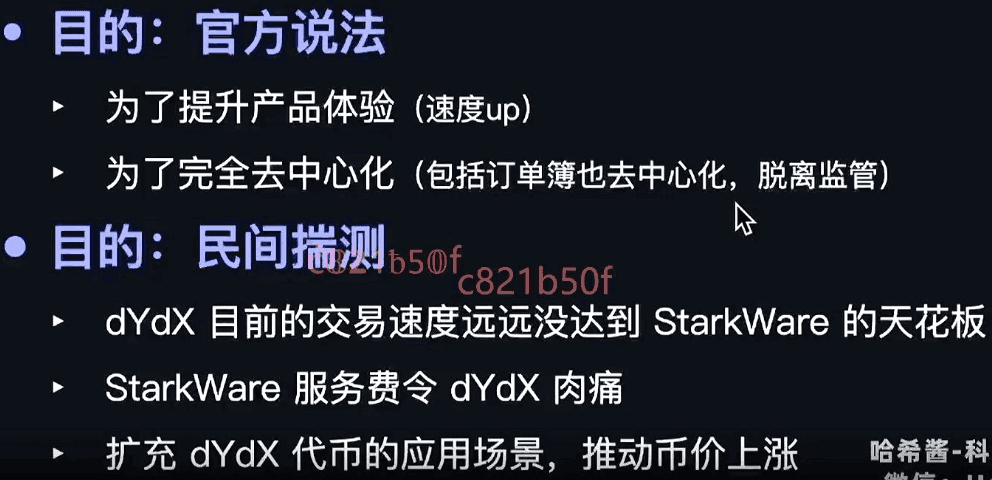 目的：官方说法
为了提升产品体验（速度up）
为了完全去中心化（包括订单簿也去中心化，脱离监管）
目的：民间揣测
c821b50f
c821b50f
dYdX 目前的交易速度远远没达到 StarkWare 的天花板
StarkWare 服务费令 dYdX 肉痛
扩充 dYdX 代币的应用场景，推动币价上涨
哈希酱-科